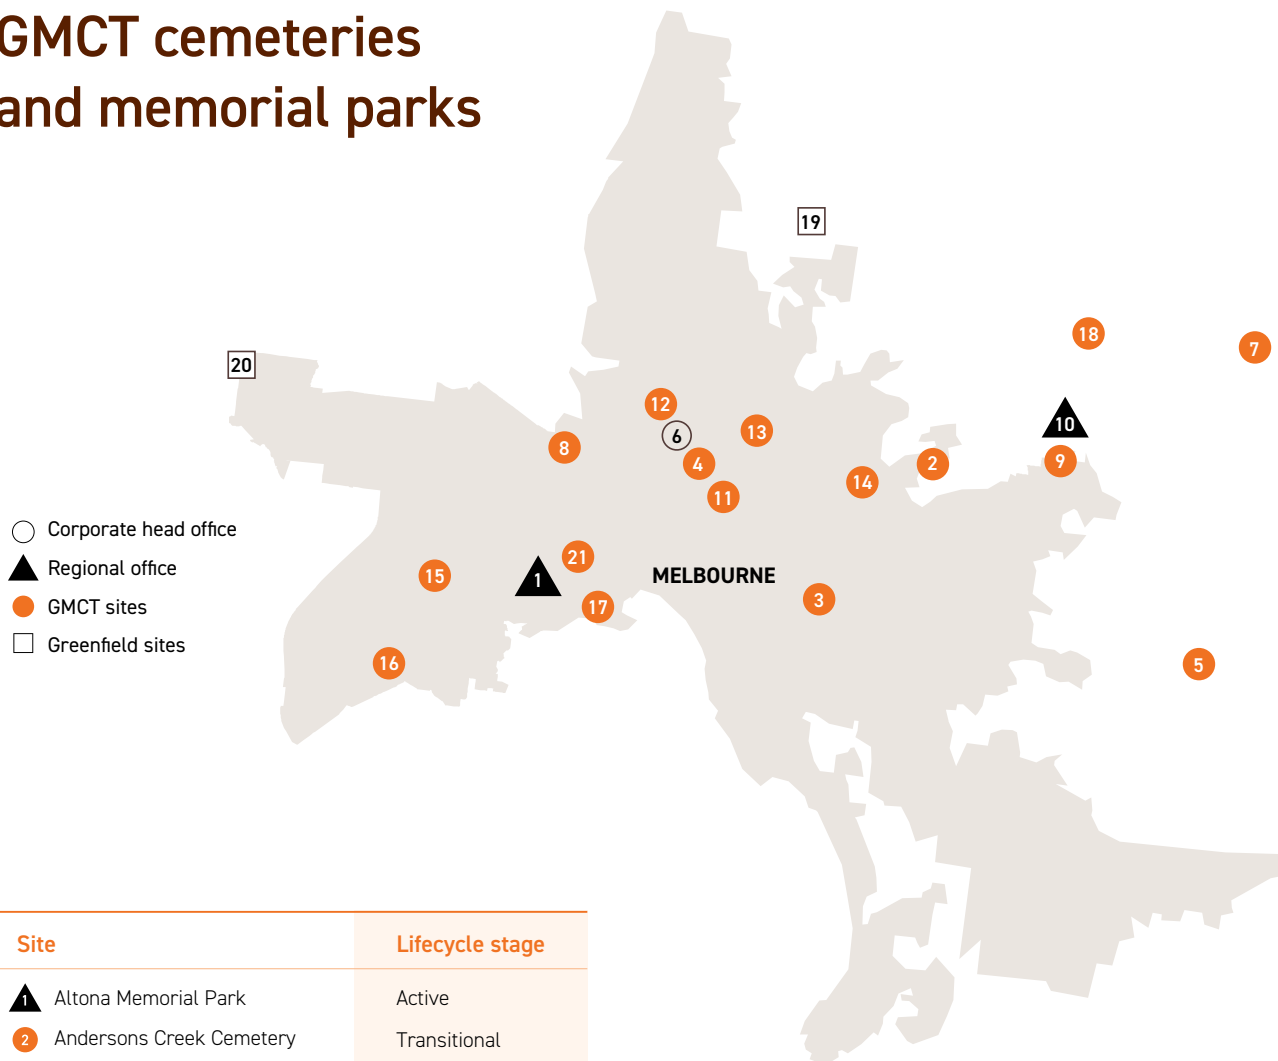 GMCT cemeteries
and memorial parks
19
18
7
20
12
10
6
13
8
4
2
9
14
11
Corporate head office
21
Regional office
15
1
MELBOURNE
GMCT sites
17
3
Greenfield sites
16
5
Site Lifecycle stage
1 Altona Memorial Park Active
2 Andersons Creek Cemetery Transitional